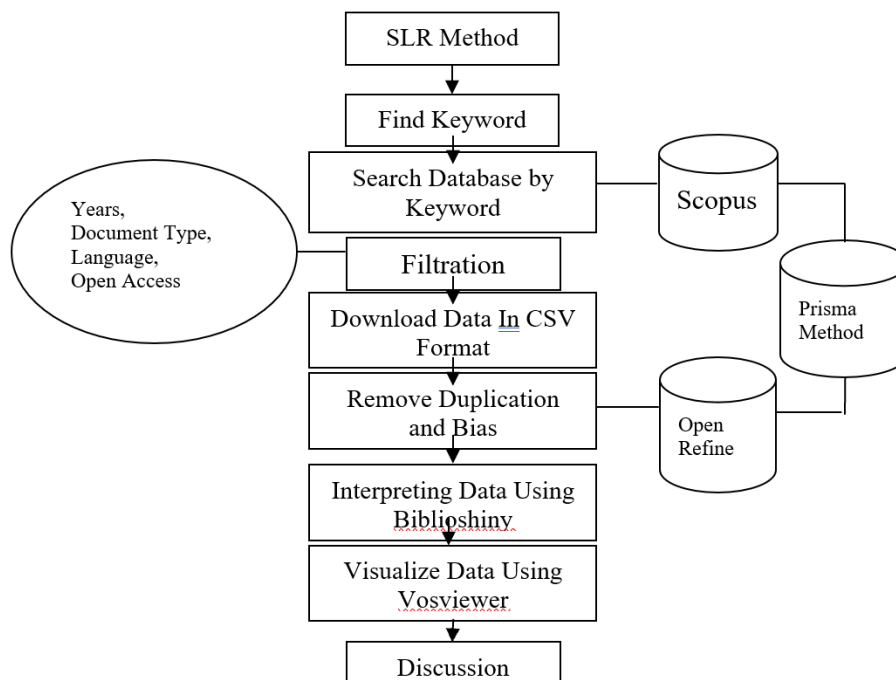 SLR Method
Find Keyword
Search Database by
Keyword
Scopus
Years,
Document Type,
Language,
Open Access
Filtration
Prisma
Method
Download Data In CSV
Format
Remove Duplication
and Bias
Open
Refine
Interpreting Data Using
Biblioshiny
Visualize Data Using
Vosviewer
Discussion